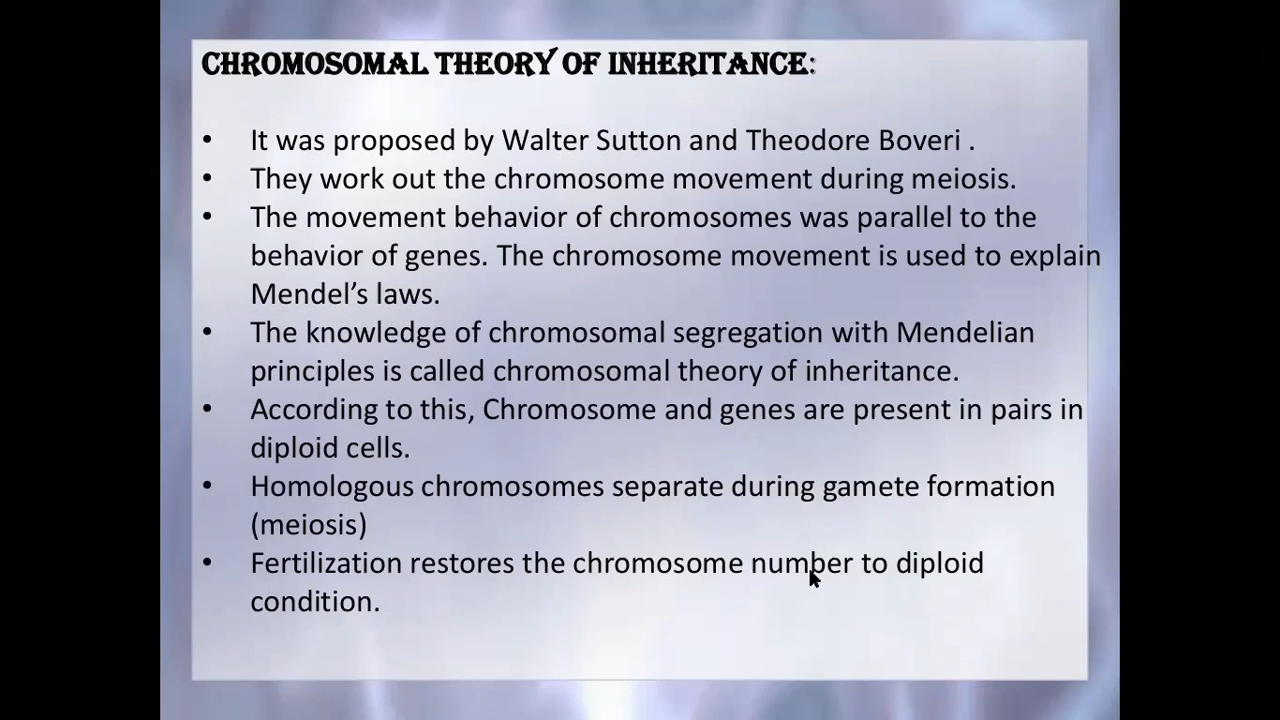 CHROMOSOMAL THEORY OF INHERITANCE:
• It was proposed by Walter Sutton and Theodore Boveri .
• They work out the chromosome movement during meiosis.
• The movement behavior of chromosomes was parallel to the
behavior of genes. The chromosome movement is used to explain
Mendel’s laws.
• The knowledge of chromosomal segregation with Mendelian
principles is called chromosomal theory of inheritance.
• According to this, Chromosome and genes are present in pairs in
diploid cells.
• Homologous chromosomes separate during gamete formation
(meiosis)
• Fertilization restores the chromosome number to diploid
condition.